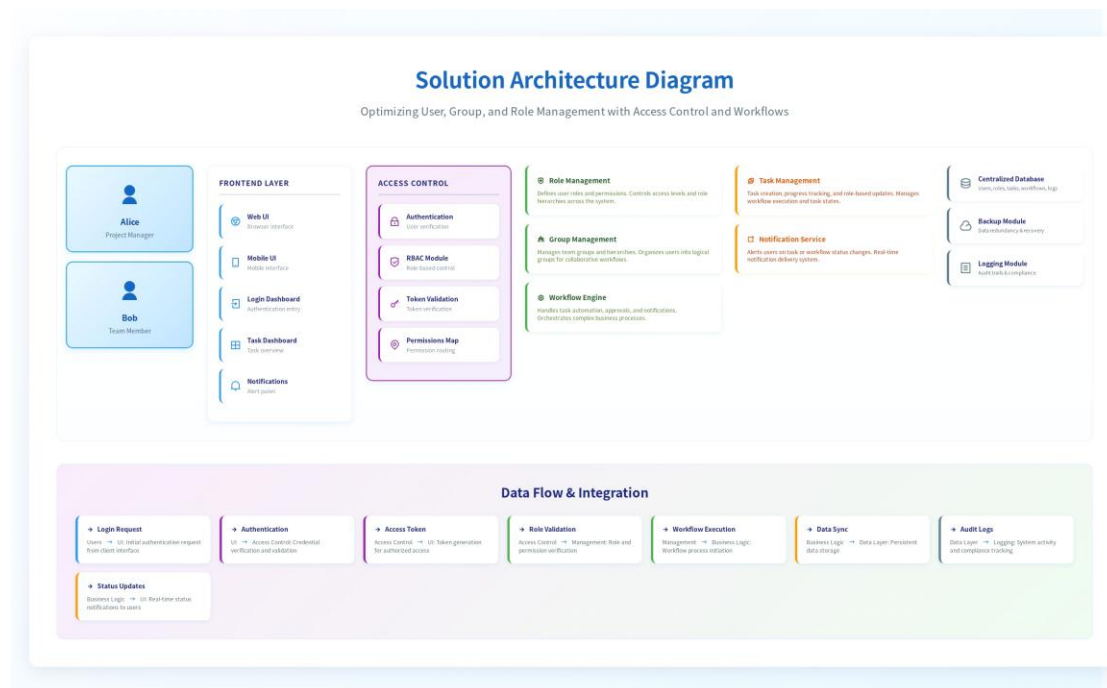 Solution Architecture Diagram
Optimizing User, Group, and Role Management with Access Control and Workflows
Alice
Project Manager
Bob
Team Member
FRONTEND LAYER
Web UI
Browser interface
Mobile UI
Mobile interface
Login Dashboard
Authentication entry
Task Dashboard
Task overview
Notifications
Alert panel
ACCESS CONTROL
Authentication
User verification
RBAC Module
Role-based control
Token Validation
Token verification
Permissions Map
Permission routing
Role Management
Defines user roles and permissions. Controls access levels and role
hierarchies across the system.
Group Management
Manages team groups and hierarchies. Organizes users into logical
groups for collaborative workflows.
Workflow Engine
Handles task automation, approvals, and notifications.
Orchestrates complex business processes.
Task Management
Task creation, progress tracking, and role-based updates. Manages
workflow execution and task states.
Notification Service
Alerts users on task or workflow status changes. Real-time
notification delivery system.
Centralized Database
Users, roles, tasks, workflows, logs
Backup Module
Data redundancy & recovery
Logging Module
Audit trails & compliance
Data Flow & Integration
→ Login Request
Users → UI: Initial authentication request
from client interface
→ Authentication
UI → Access Control: Credential
verification and validation
→ Access Token
Access Control → UI: Token generation
for authorized access
→ Role Validation
Access Control → Management: Role and
permission verification
→ Workflow Execution
Management → Business Logic:
Workflow process initiation
→ Data Sync
Business Logic → Data Layer: Persistent
data storage
→ Audit Logs
Data Layer → Logging: System activity
and compliance tracking
→ Status Updates
Business Logic → UI: Real-time status
notifications to users